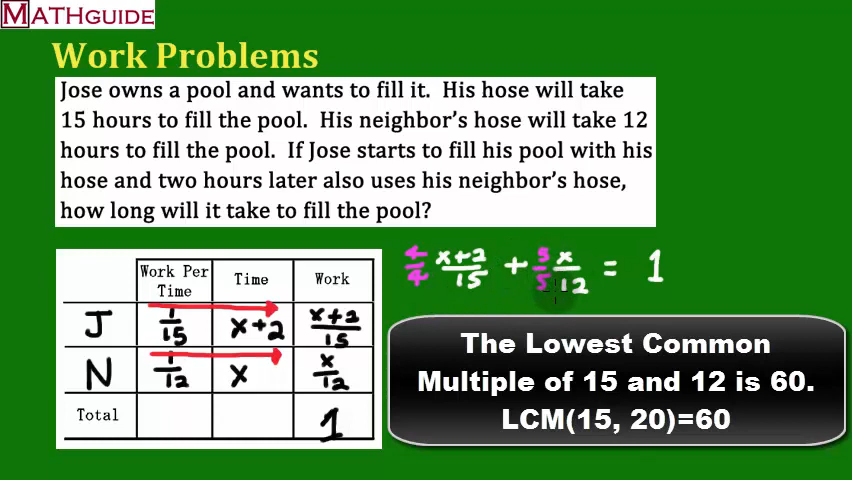 MATHGUIDE
Work Problems
Jose owns a pool and wants to fill it. His hose will take
15 hours to fill the pool. His neighbor's hose will take 12
hours to fill the pool. If Jose starts to fill his pool with his
hose and two hours later also uses his neighbor's hose,
how long will it take to fill the pool?
4/4 x+2/15 + 5/5 x/12 = 1
Work Per Time Time Work
J 1/15 x+2 x+2/15
N 1/12 x x/12
Total 1
The Lowest Common
Multiple of 15 and 12 is 60.
LCM(15, 20)=60